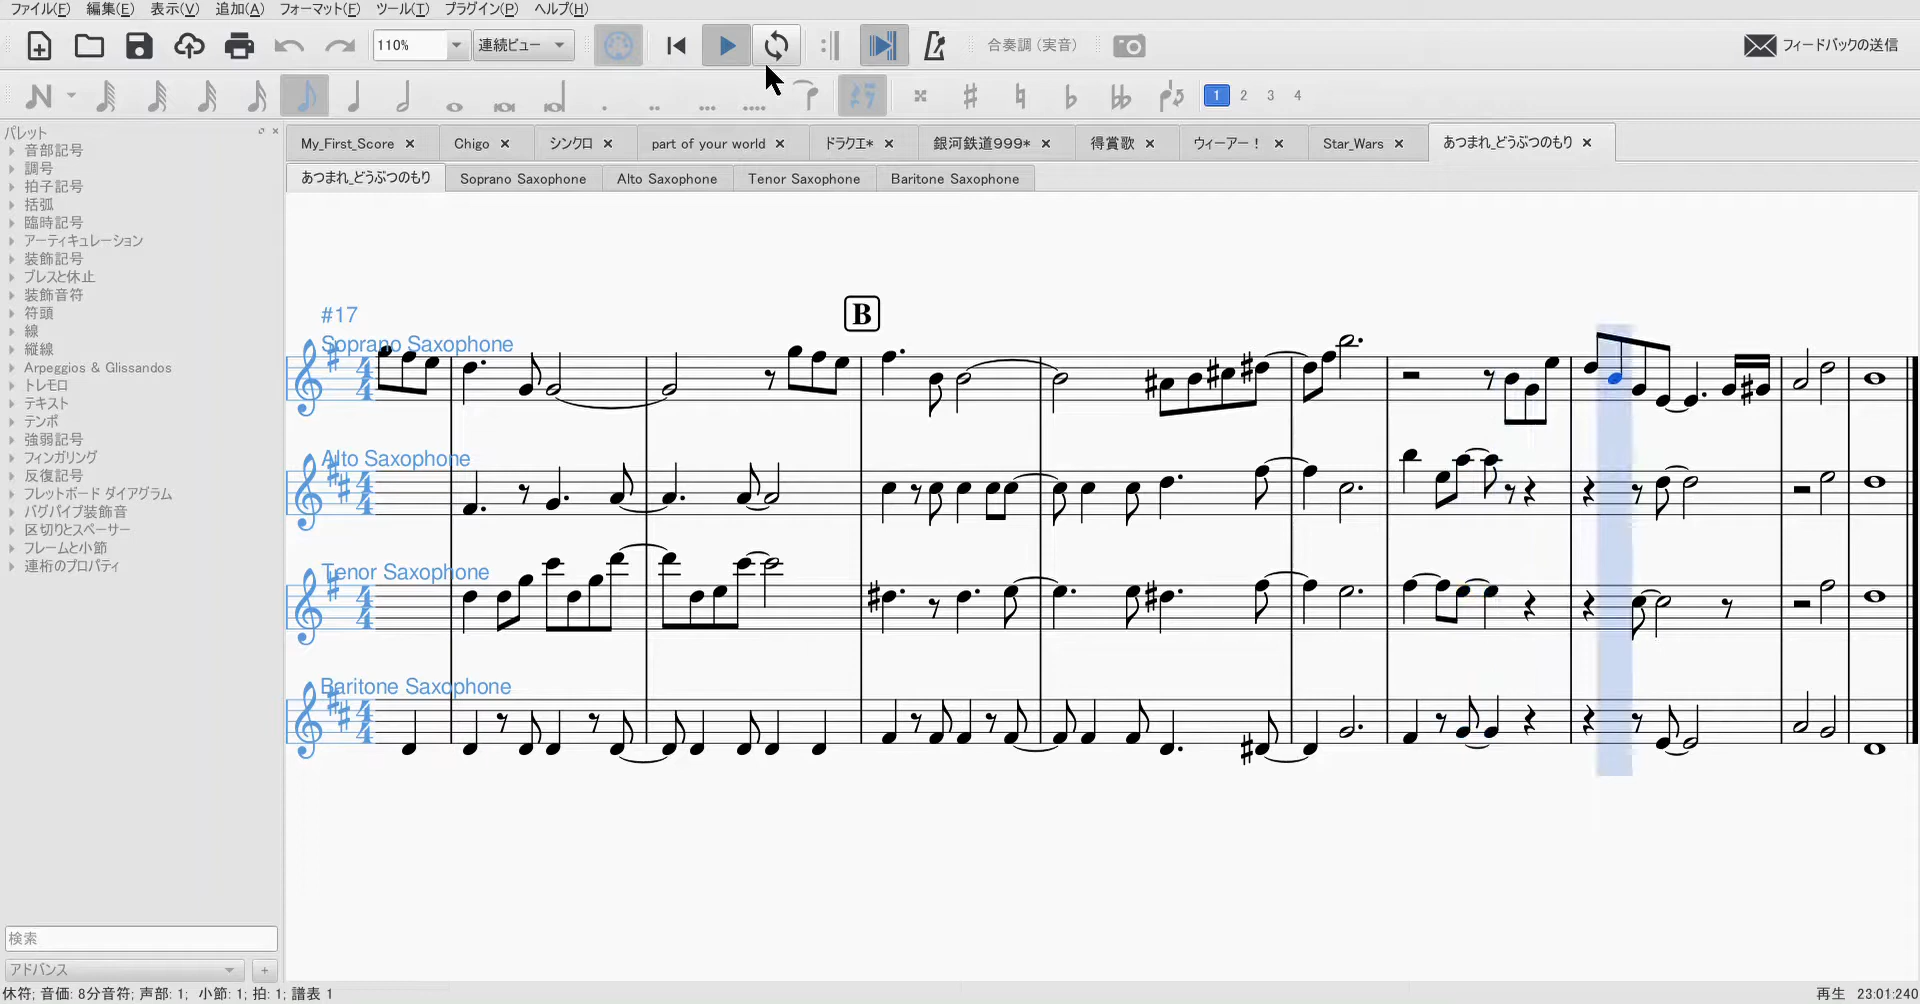 ファイル(F) 編集(E) 表示(V) 追加(A) フォーマット(F) ツール(T) プラグイン(P) ヘルプ(H)
110% 連続ビュー 合奏調 (実音) フィードバックの送信
1 2 3 4
パレット
音部記号
調号
拍子記号
括弧
臨時記号
アーティキュレーション
装飾記号
ブレスと休止
装飾音符
符頭
線
縦線
Arpeggios & Glissandos
トレモロ
テキスト
テンポ
強弱記号
フィンガリング
反復記号
フレットボード ダイアグラム
バグパイプ装飾音
区切りとスペーサー
フレームと小節
連桁のプロパティ
検索
アドバンス +
My_First_Score Chigo シンクロ part of your world ドラクエ* 銀河鉄道999* 得賞歌 ウィーアー！ Star_Wars あつまれ_どうぶつのもり
あつまれ_どうぶつのもり Soprano Saxophone Alto Saxophone Tenor Saxophone Baritone Saxophone
#17
B
Soprano Saxophone
Alto Saxophone
Tenor Saxophone
Baritone Saxophone
休符; 音価: 8分音符; 声部: 1; 小節: 1; 拍: 1; 譜表 1
再生 23:01:240